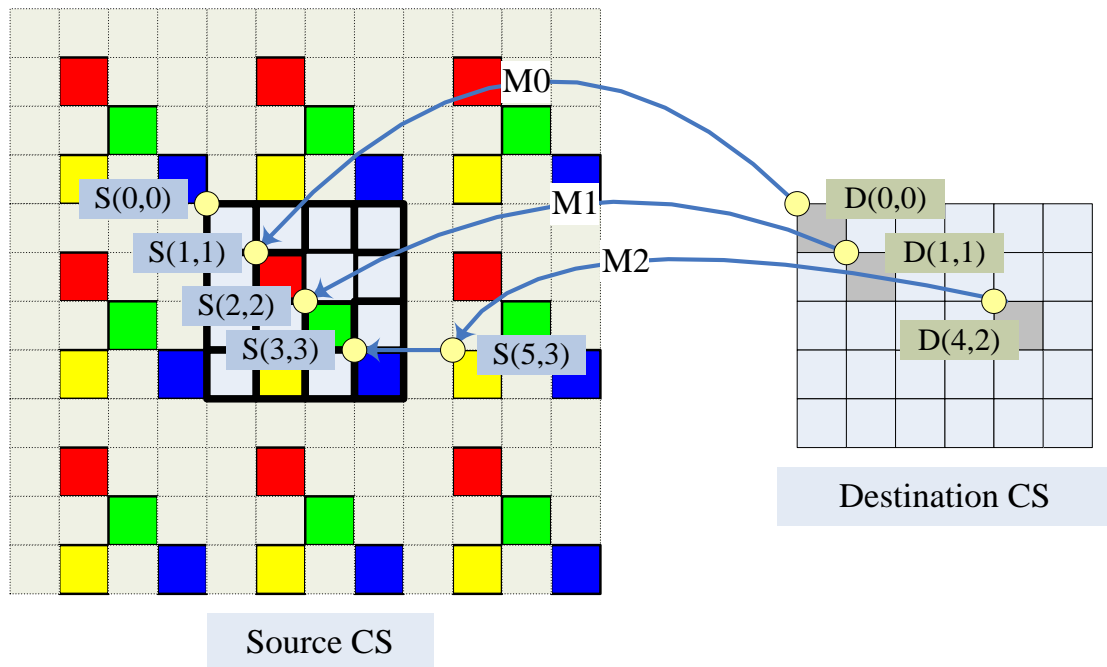 M0
S(0,0)
D(0,0)
M1
S(1,1)
D(1,1)
M2
S(2,2)
S(3,3)
S(5,3)
D(4,2)
Destination CS
Source CS